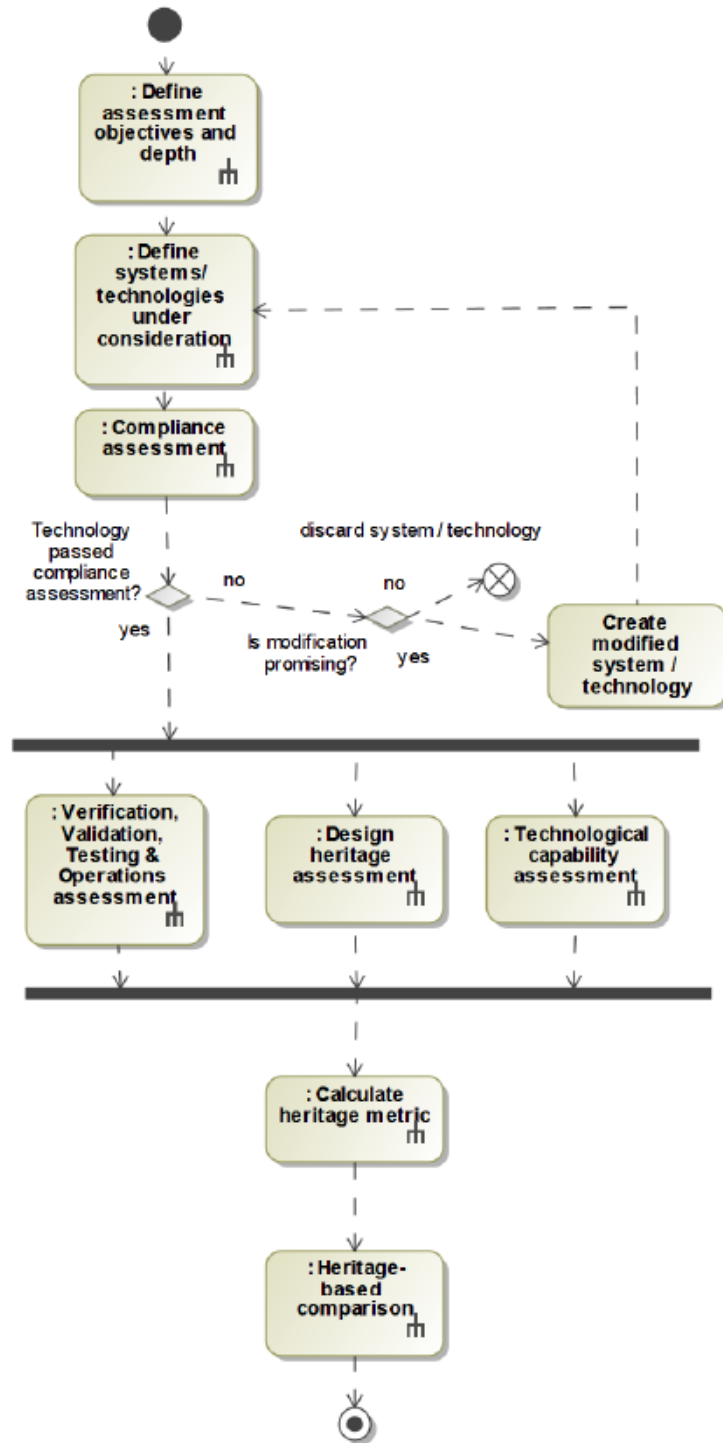 : Define
assessment
objectives and
depth
: Define
systems/
technologies
under
consideration
: Compliance
assessment
Technology
passed
compliance
assessment?
discard system / technology
no
no
yes
Is modification
promising?
yes
Create
modified
system /
technology
: Verification,
Validation,
Testing &
Operations
assessment
: Design
heritage
assessment
: Technological
capability
assessment
: Calculate
heritage metric
: Heritage-
based
comparison